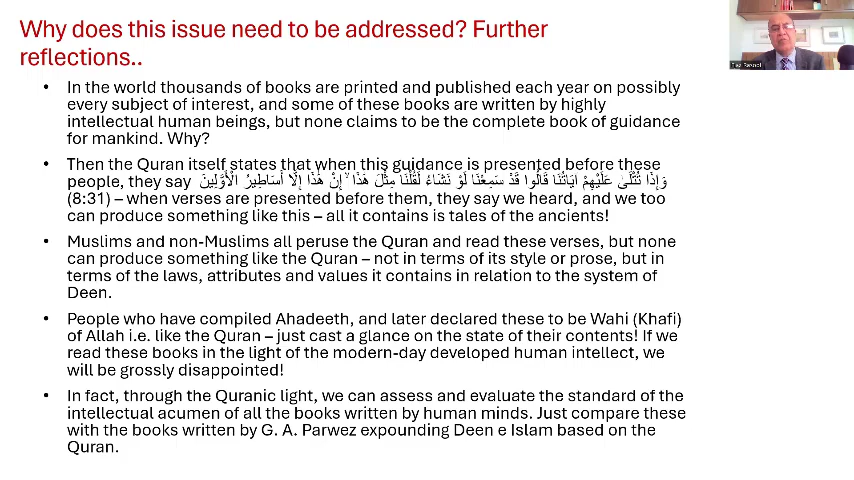 Why does this issue need to be addressed? Further
reflections..
• In the world thousands of books are printed and published each year on possibly
every subject of interest, and some of these books are written by highly
intellectual human beings, but none claims to be the complete book of guidance
for mankind. Why?
• Then the Quran itself states that when this guidance is presented before these
people, they say وَإِذَا تُتْلَىٰ عَلَيْهِمْ آيَاتُنَا قَالُوا قَدْ سَمِعْنَا لَوْ نَشَاءُ لَقُلْنَا مِثْلَ هَٰذَا ۙ إِنْ هَٰذَا إِلَّا أَسَاطِيرُ الْأَوَّلِينَ
(8:31) – when verses are presented before them, they say we heard, and we too
can produce something like this – all it contains is tales of the ancients!
• Muslims and non-Muslims all peruse the Quran and read these verses, but none
can produce something like the Quran – not in terms of its style or prose, but in
terms of the laws, attributes and values it contains in relation to the system of
Deen.
• People who have compiled Ahadeeth, and later declared these to be Wahi (Khafi)
of Allah i.e. like the Quran – just cast a glance on the state of their contents! If we
read these books in the light of the modern-day developed human intellect, we
will be grossly disappointed!
• In fact, through the Quranic light, we can assess and evaluate the standard of the
intellectual acumen of all the books written by human minds. Just compare these
with the books written by G. A. Parwez expounding Deen e Islam based on the
Quran.